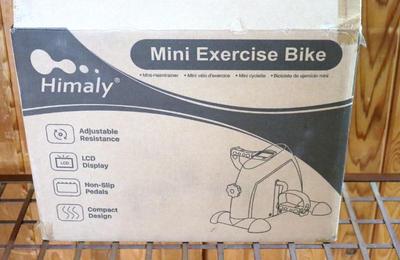 Himaly®
Mini Exercise Bike
• Mini-Heimtrainer • Mini vélo d'exercice • Mini cyclette • Bicicleta de ejercicio mini
Adjustable
Resistance
LCD
LCD
Display
Non-Slip
Pedals
Compact
Design